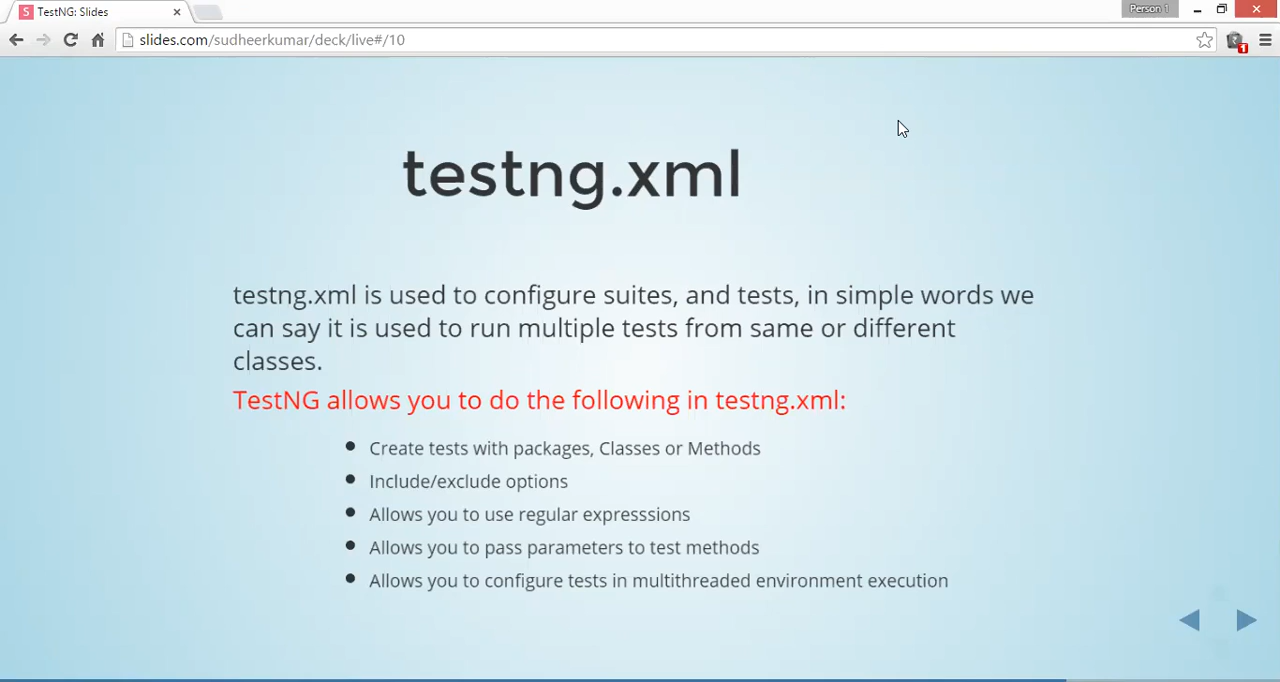 S TestNG: Slides
Person 1
slides.com/sudheerkumar/deck/live#/10
1
testng.xml
testng.xml is used to configure suites, and tests, in simple words we
can say it is used to run multiple tests from same or different
classes.
TestNG allows you to do the following in testng.xml:
Create tests with packages, Classes or Methods
Include/exclude options
Allows you to use regular expresssions
Allows you to pass parameters to test methods
Allows you to configure tests in multithreaded environment execution